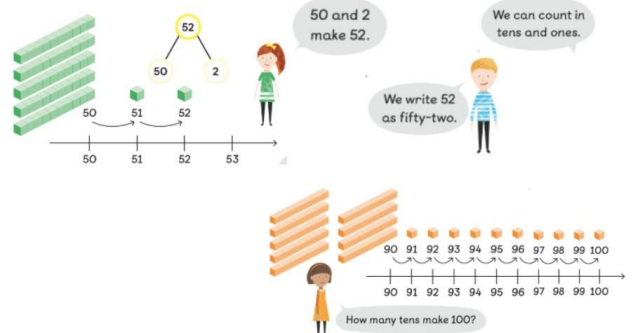 52
50 2
50 and 2
make 52.
We can count in
tens and ones.
We write 52
as fifty-two.
50 51 52
50 51 52 53
90 91 92 93 94 95 96 97 98 99 100
90 91 92 93 94 95 96 97 98 99 100
How many tens make 100?